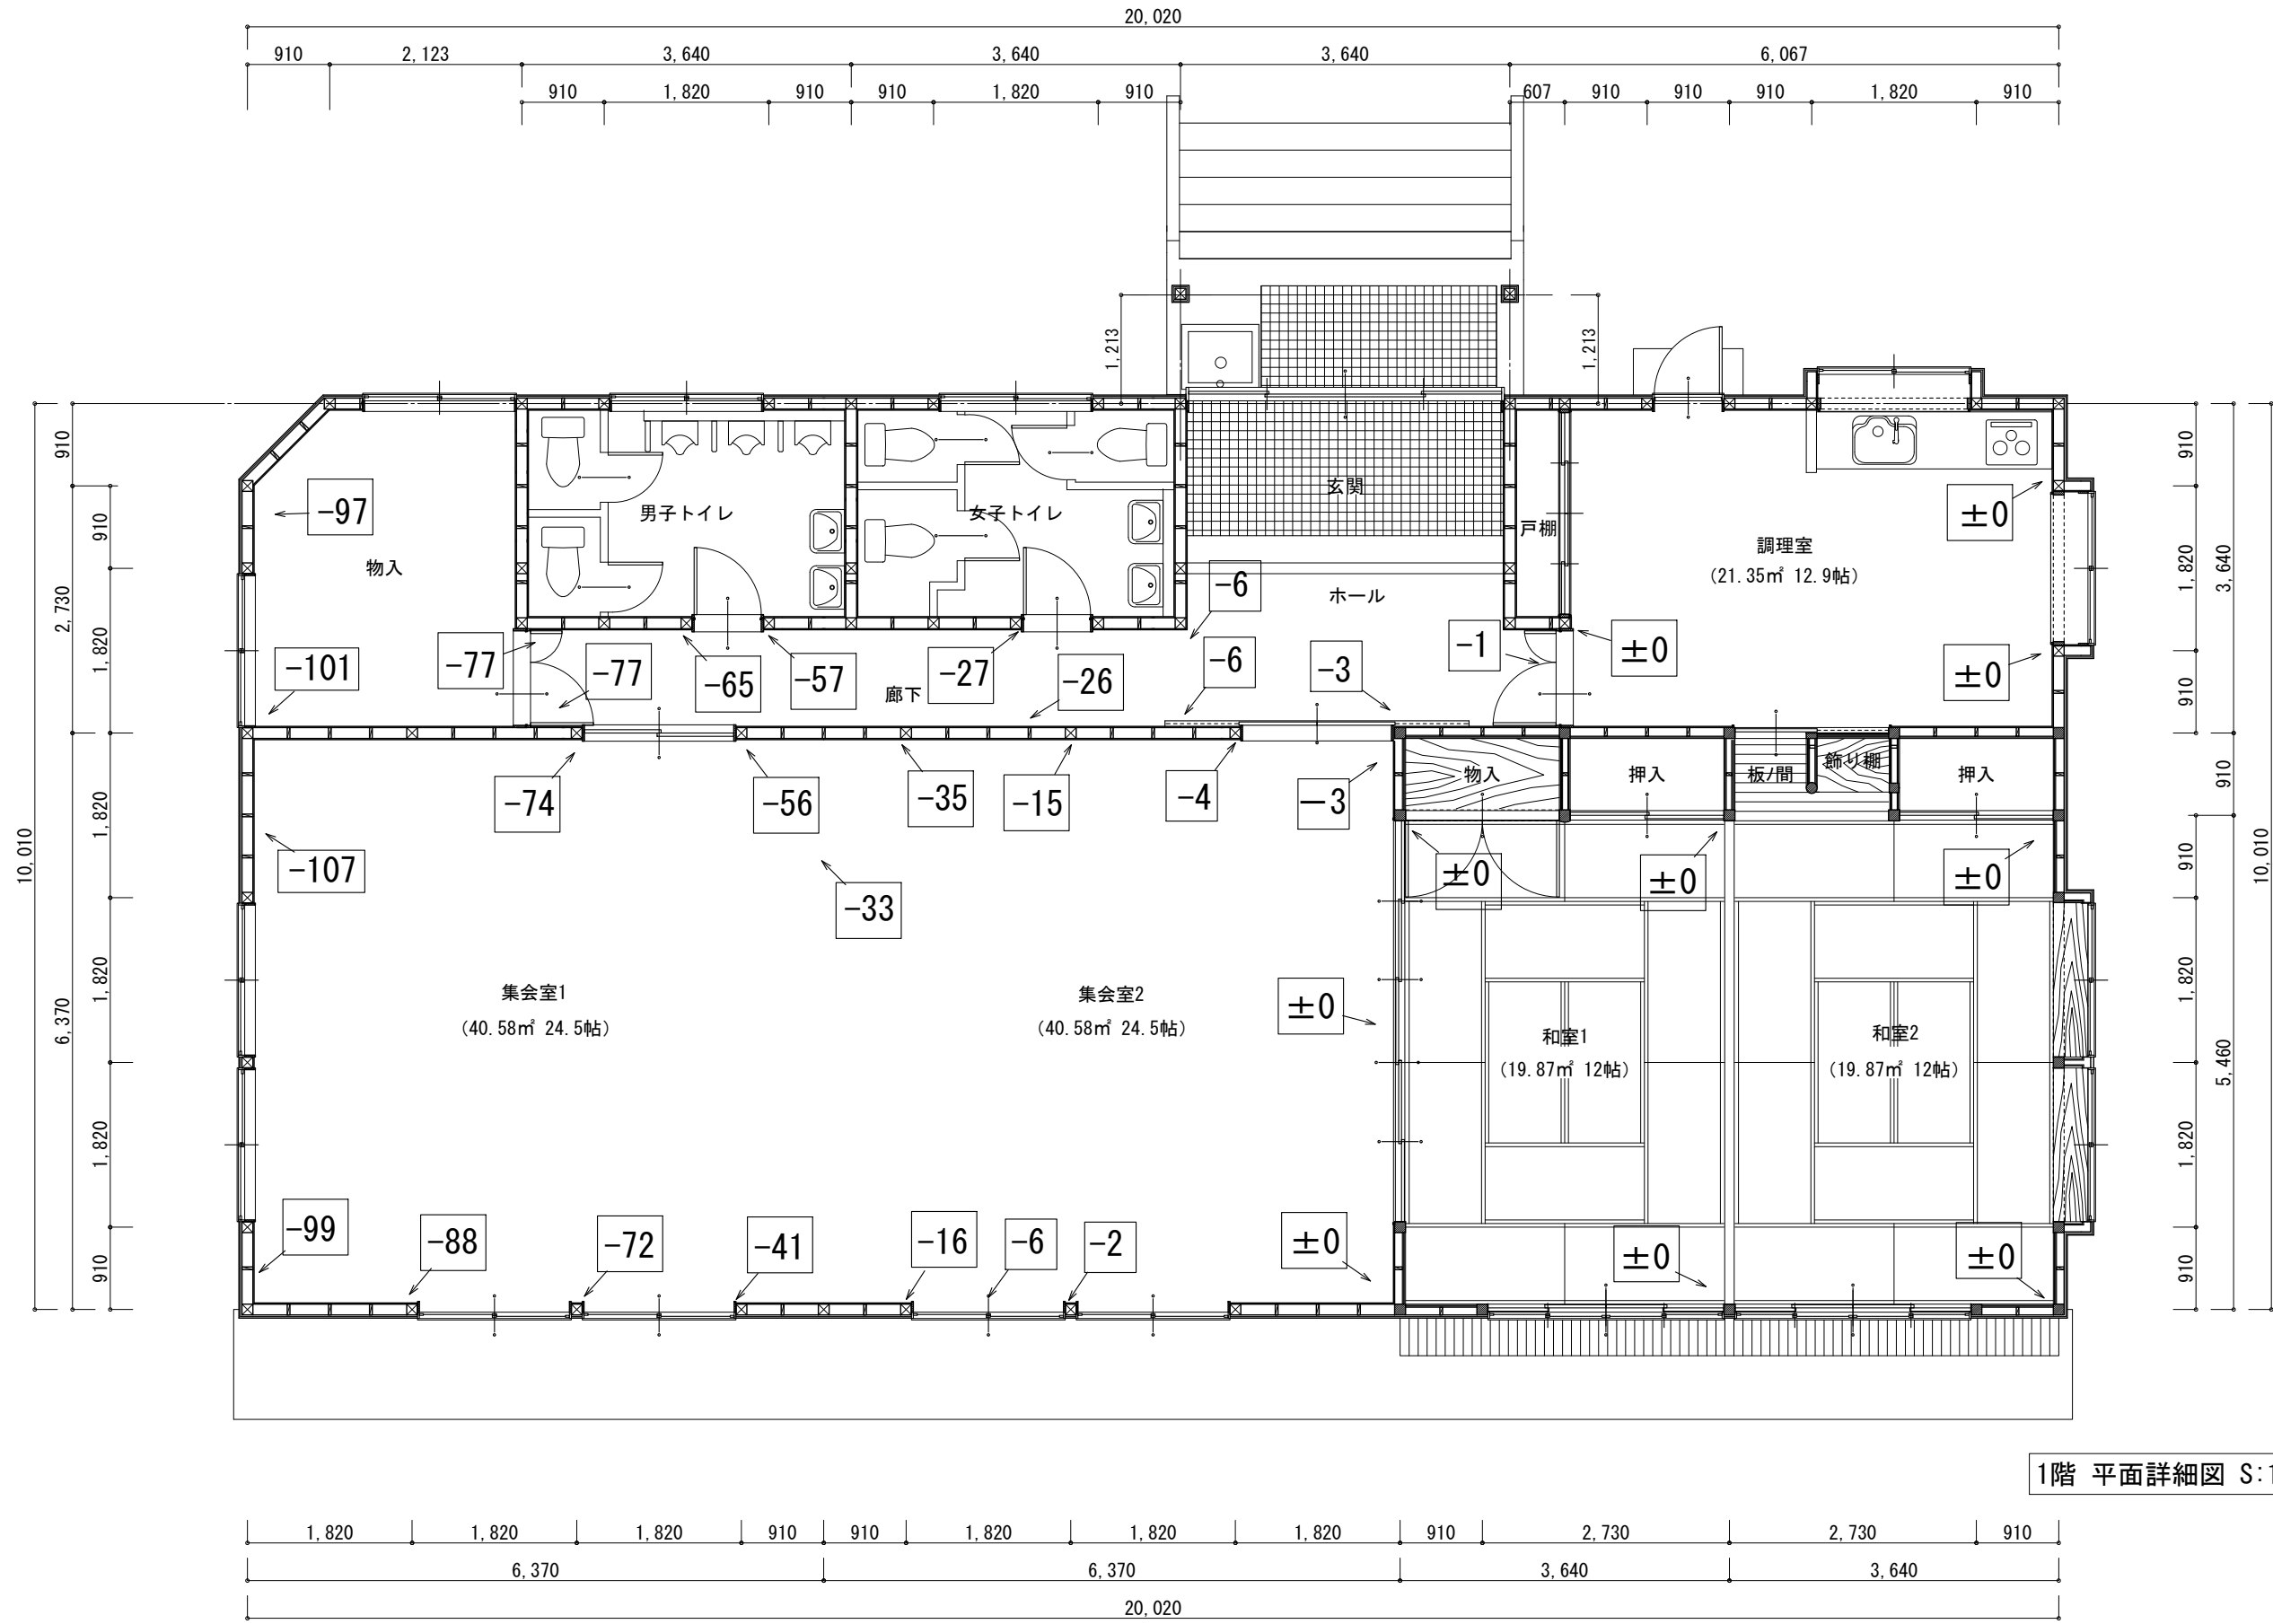 20,020
910 2,123 3,640 3,640 3,640 6,067
910 1,820 910 910 1,820 910 607 910 910 910 1,820 910
1,213 1,213
10,010
2,730
6,370
910
910
1,820
1,820
1,820
1,820
910
-97
物入
男子トイレ
女子トイレ
玄関
戸棚
調理室
(21.35㎡ 12.9帖)
±0
ホール
-6
-101
-77
-77
-65
-57
廊下
-27
-26
-6
-3
-1
±0
±0
-74
-56
-35
-15
-4
-3
物入
押入
板ノ間
飾り棚
押入
-107
-33
±0
±0
±0
集会室1
(40.58㎡ 24.5帖)
集会室2
(40.58㎡ 24.5帖)
±0
和室1
(19.87㎡ 12帖)
和室2
(19.87㎡ 12帖)
-99
-88
-72
-41
-16
-6
-2
±0
±0
±0
910
1,820
910
910
1,820
1,820
910
3,640
910
5,460
10,010
1階 平面詳細図 S:1
1,820 1,820 1,820 910 910 1,820 1,820 1,820 910 2,730 2,730 910
6,370 6,370 3,640 3,640
20,020